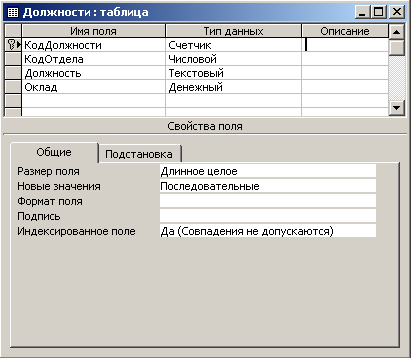 Должности : таблица
Имя поля Тип данных Описание
КодДолжности Счетчик
КодОтдела Числовой
Должность Текстовый
Оклад Денежный
Свойства поля
Общие Подстановка
Размер поля Длинное целое
Новые значения Последовательные
Формат поля
Подпись
Индексированное поле Да (Совпадения не допускаются)